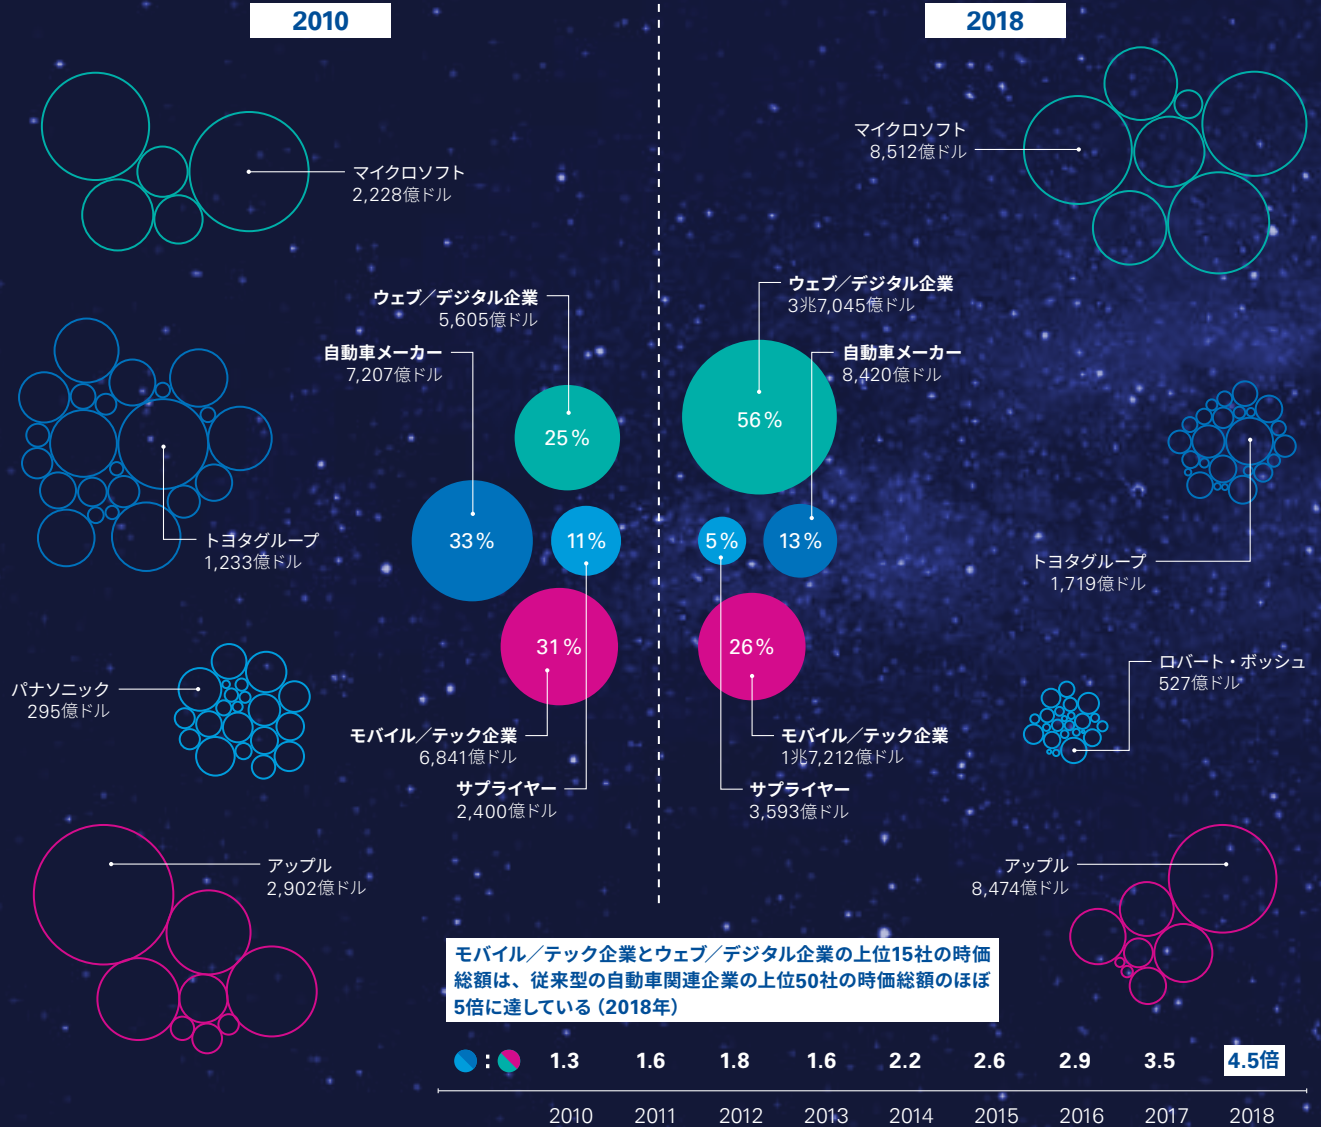 2010
2018
マイクロソフト
2,228億ドル
マイクロソフト
8,512億ドル
ウェブ／デジタル企業
5,605億ドル
自動車メーカー
7,207億ドル
25%
33%
11%
31%
トヨタグループ
1,233億ドル
パナソニック
295億ドル
モバイル／テック企業
6,841億ドル
サプライヤー
2,400億ドル
アップル
2,902億ドル
ウェブ／デジタル企業
3兆7,045億ドル
自動車メーカー
8,420億ドル
56%
5%
13%
26%
トヨタグループ
1,719億ドル
ロバート・ボッシュ
527億ドル
モバイル／テック企業
1兆7,212億ドル
サプライヤー
3,593億ドル
アップル
8,474億ドル
モバイル／テック企業とウェブ／デジタル企業の上位15社の時価
総額は、従来型の自動車関連企業の上位50社の時価総額のほぼ
5倍に達している（2018年）
: 1.3 1.6 1.8 1.6 2.2 2.6 2.9 3.5 4.5倍
2010 2011 2012 2013 2014 2015 2016 2017 2018